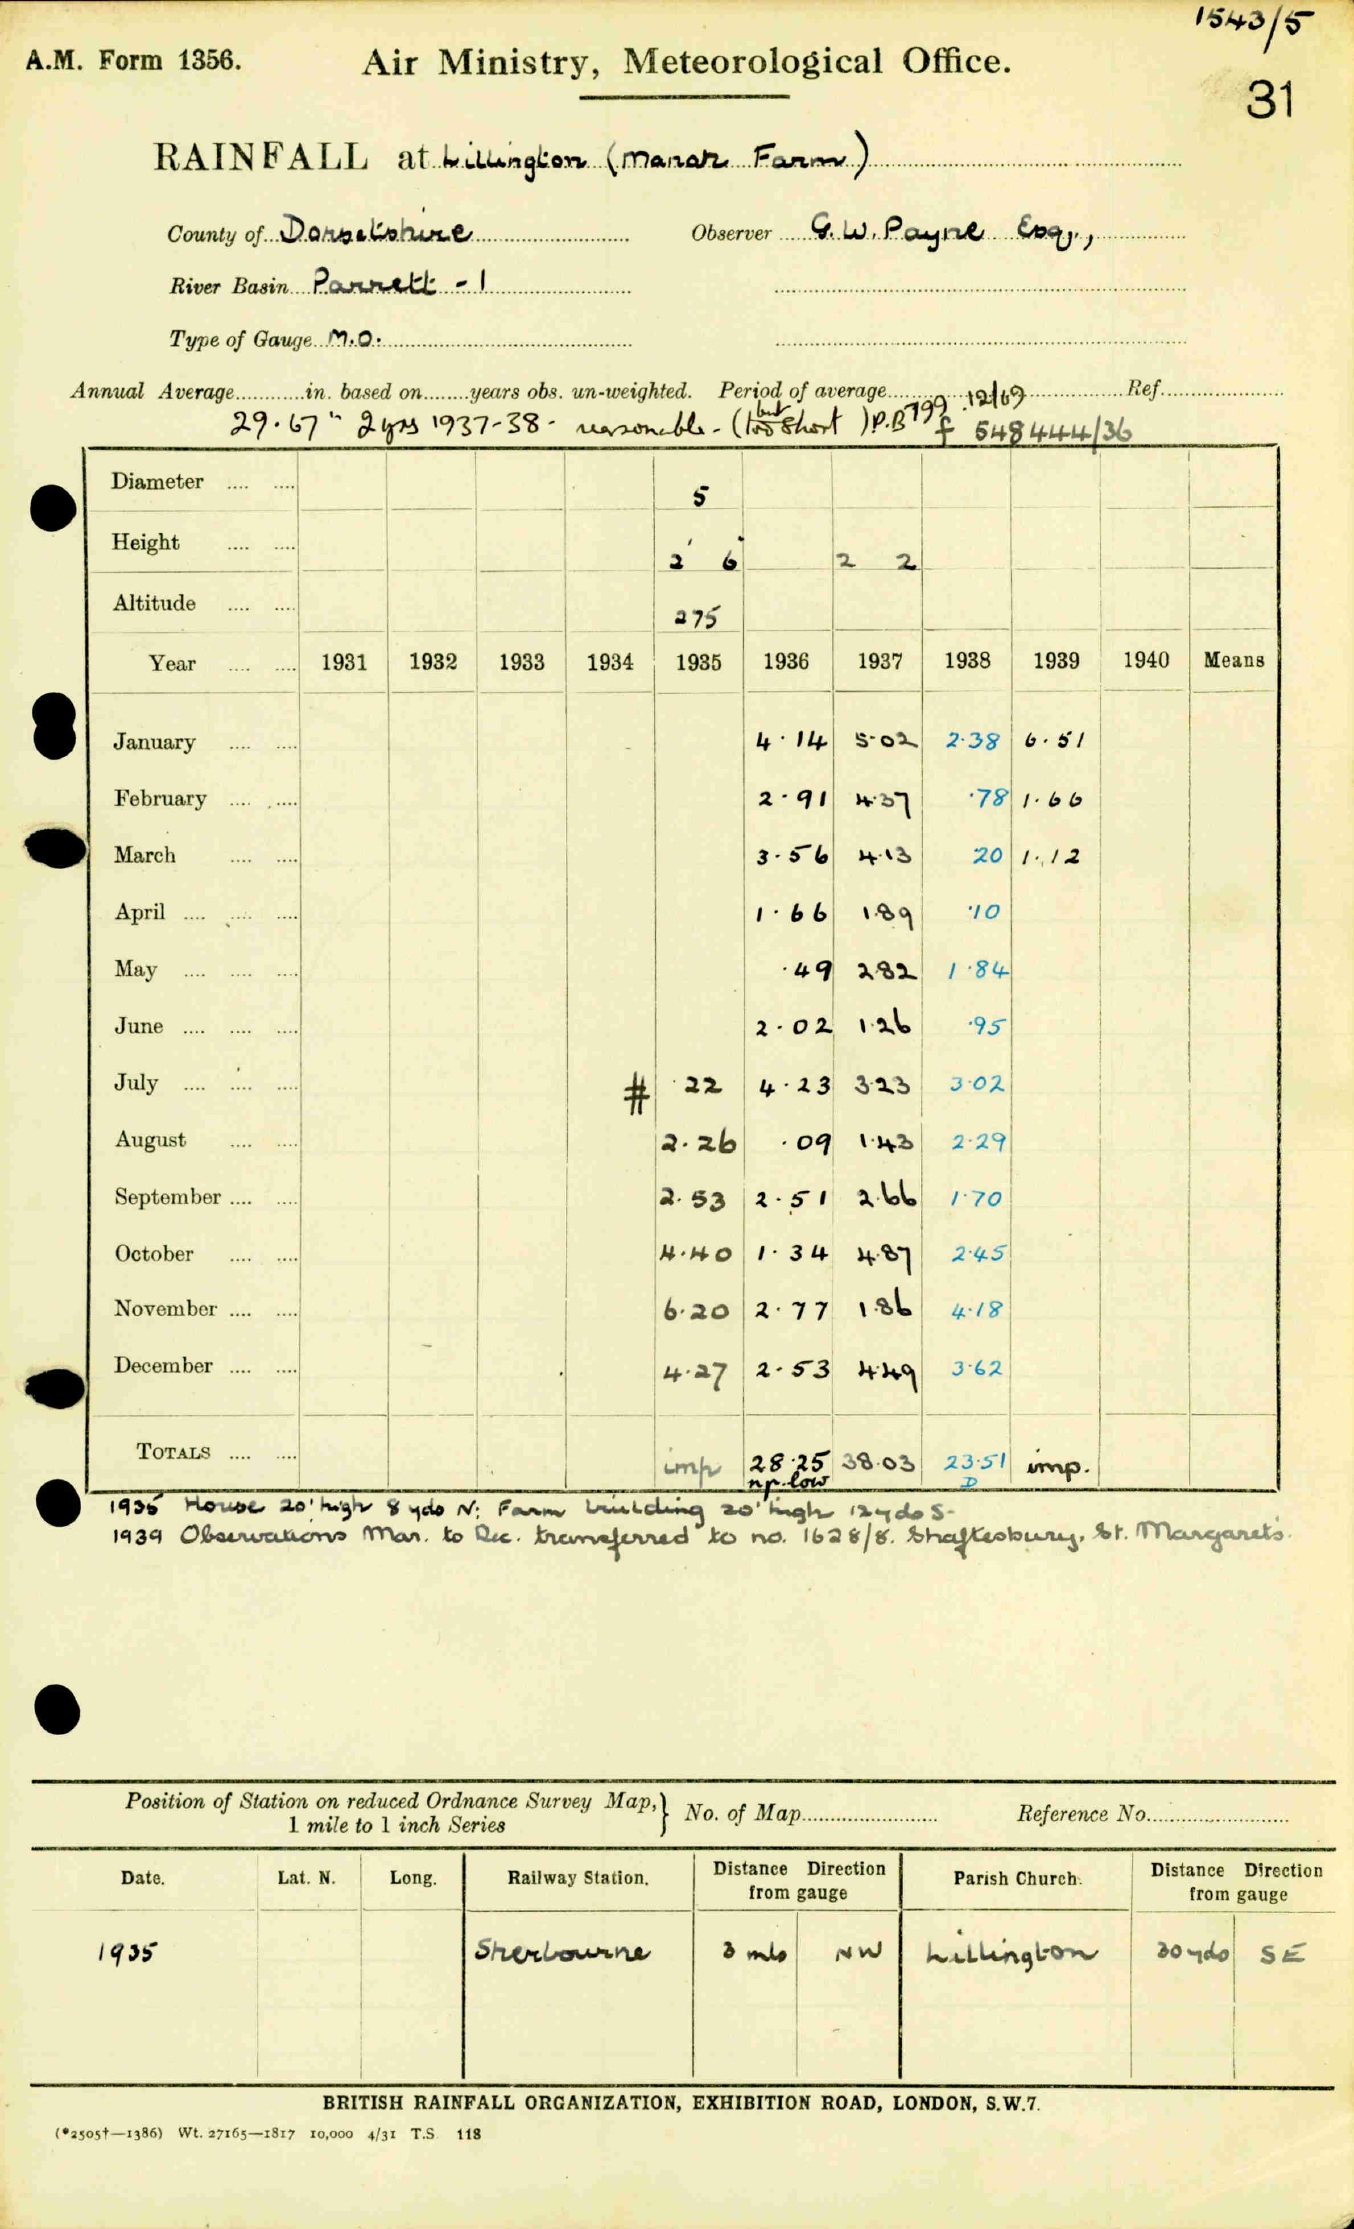 1543/5
A.M. Form 1356. Air Ministry, Meteorological Office.
31
RAINFALL at Lillington (Manor Farm)
County of Dorsetshire Observer G. W. Payne Esq.,
River Basin Parrett - 1
Type of Gauge M.O.
Annual Average in. based on years obs. un-weighted. Period of average 12/69 Ref.
29.67" 2 yrs 1937-38 - reasonable - (but too short) P.B 799 f 548444/36
Diameter 5
Height 2' 6" 2 2
Altitude 275
Year 1931 1932 1933 1934 1935 1936 1937 1938 1939 1940 Means
January 4.14 5.02 2.38 6.51
February 2.91 4.37 .78 1.66
March 3.56 4.13 20 1.12
April 1.66 1.89 .10
May .49 2.82 1.84
June 2.02 1.26 .95
July # .22 4.23 3.23 3.02
August 2.26 .09 1.43 2.29
September 2.53 2.51 2.66 1.70
October 4.40 1.34 4.87 2.45
November 6.20 2.77 1.86 4.18
December 4.27 2.53 4.49 3.62
TOTALS imp 28.25 38.03 23.51 imp.
np. low D
1935 House 20' high 8 yds N: Farm building 20' high 12 yds S-
1939 Observations Mar. to Dec. transferred to no. 1628/8. Shaftesbury, St. Margaret's.
Position of Station on reduced Ordnance Survey Map, 1 mile to 1 inch Series } No. of Map Reference No.
Date. Lat. N. Long. Railway Station. Distance Direction from gauge Parish Church. Distance Direction from gauge
1935 Sherbourne 3 mls NW Lillington 30 yds SE
BRITISH RAINFALL ORGANIZATION, EXHIBITION ROAD, LONDON, S.W.7.
(*2505†—1386) Wt. 27165—1817 10,000 4/31 T.S. 118